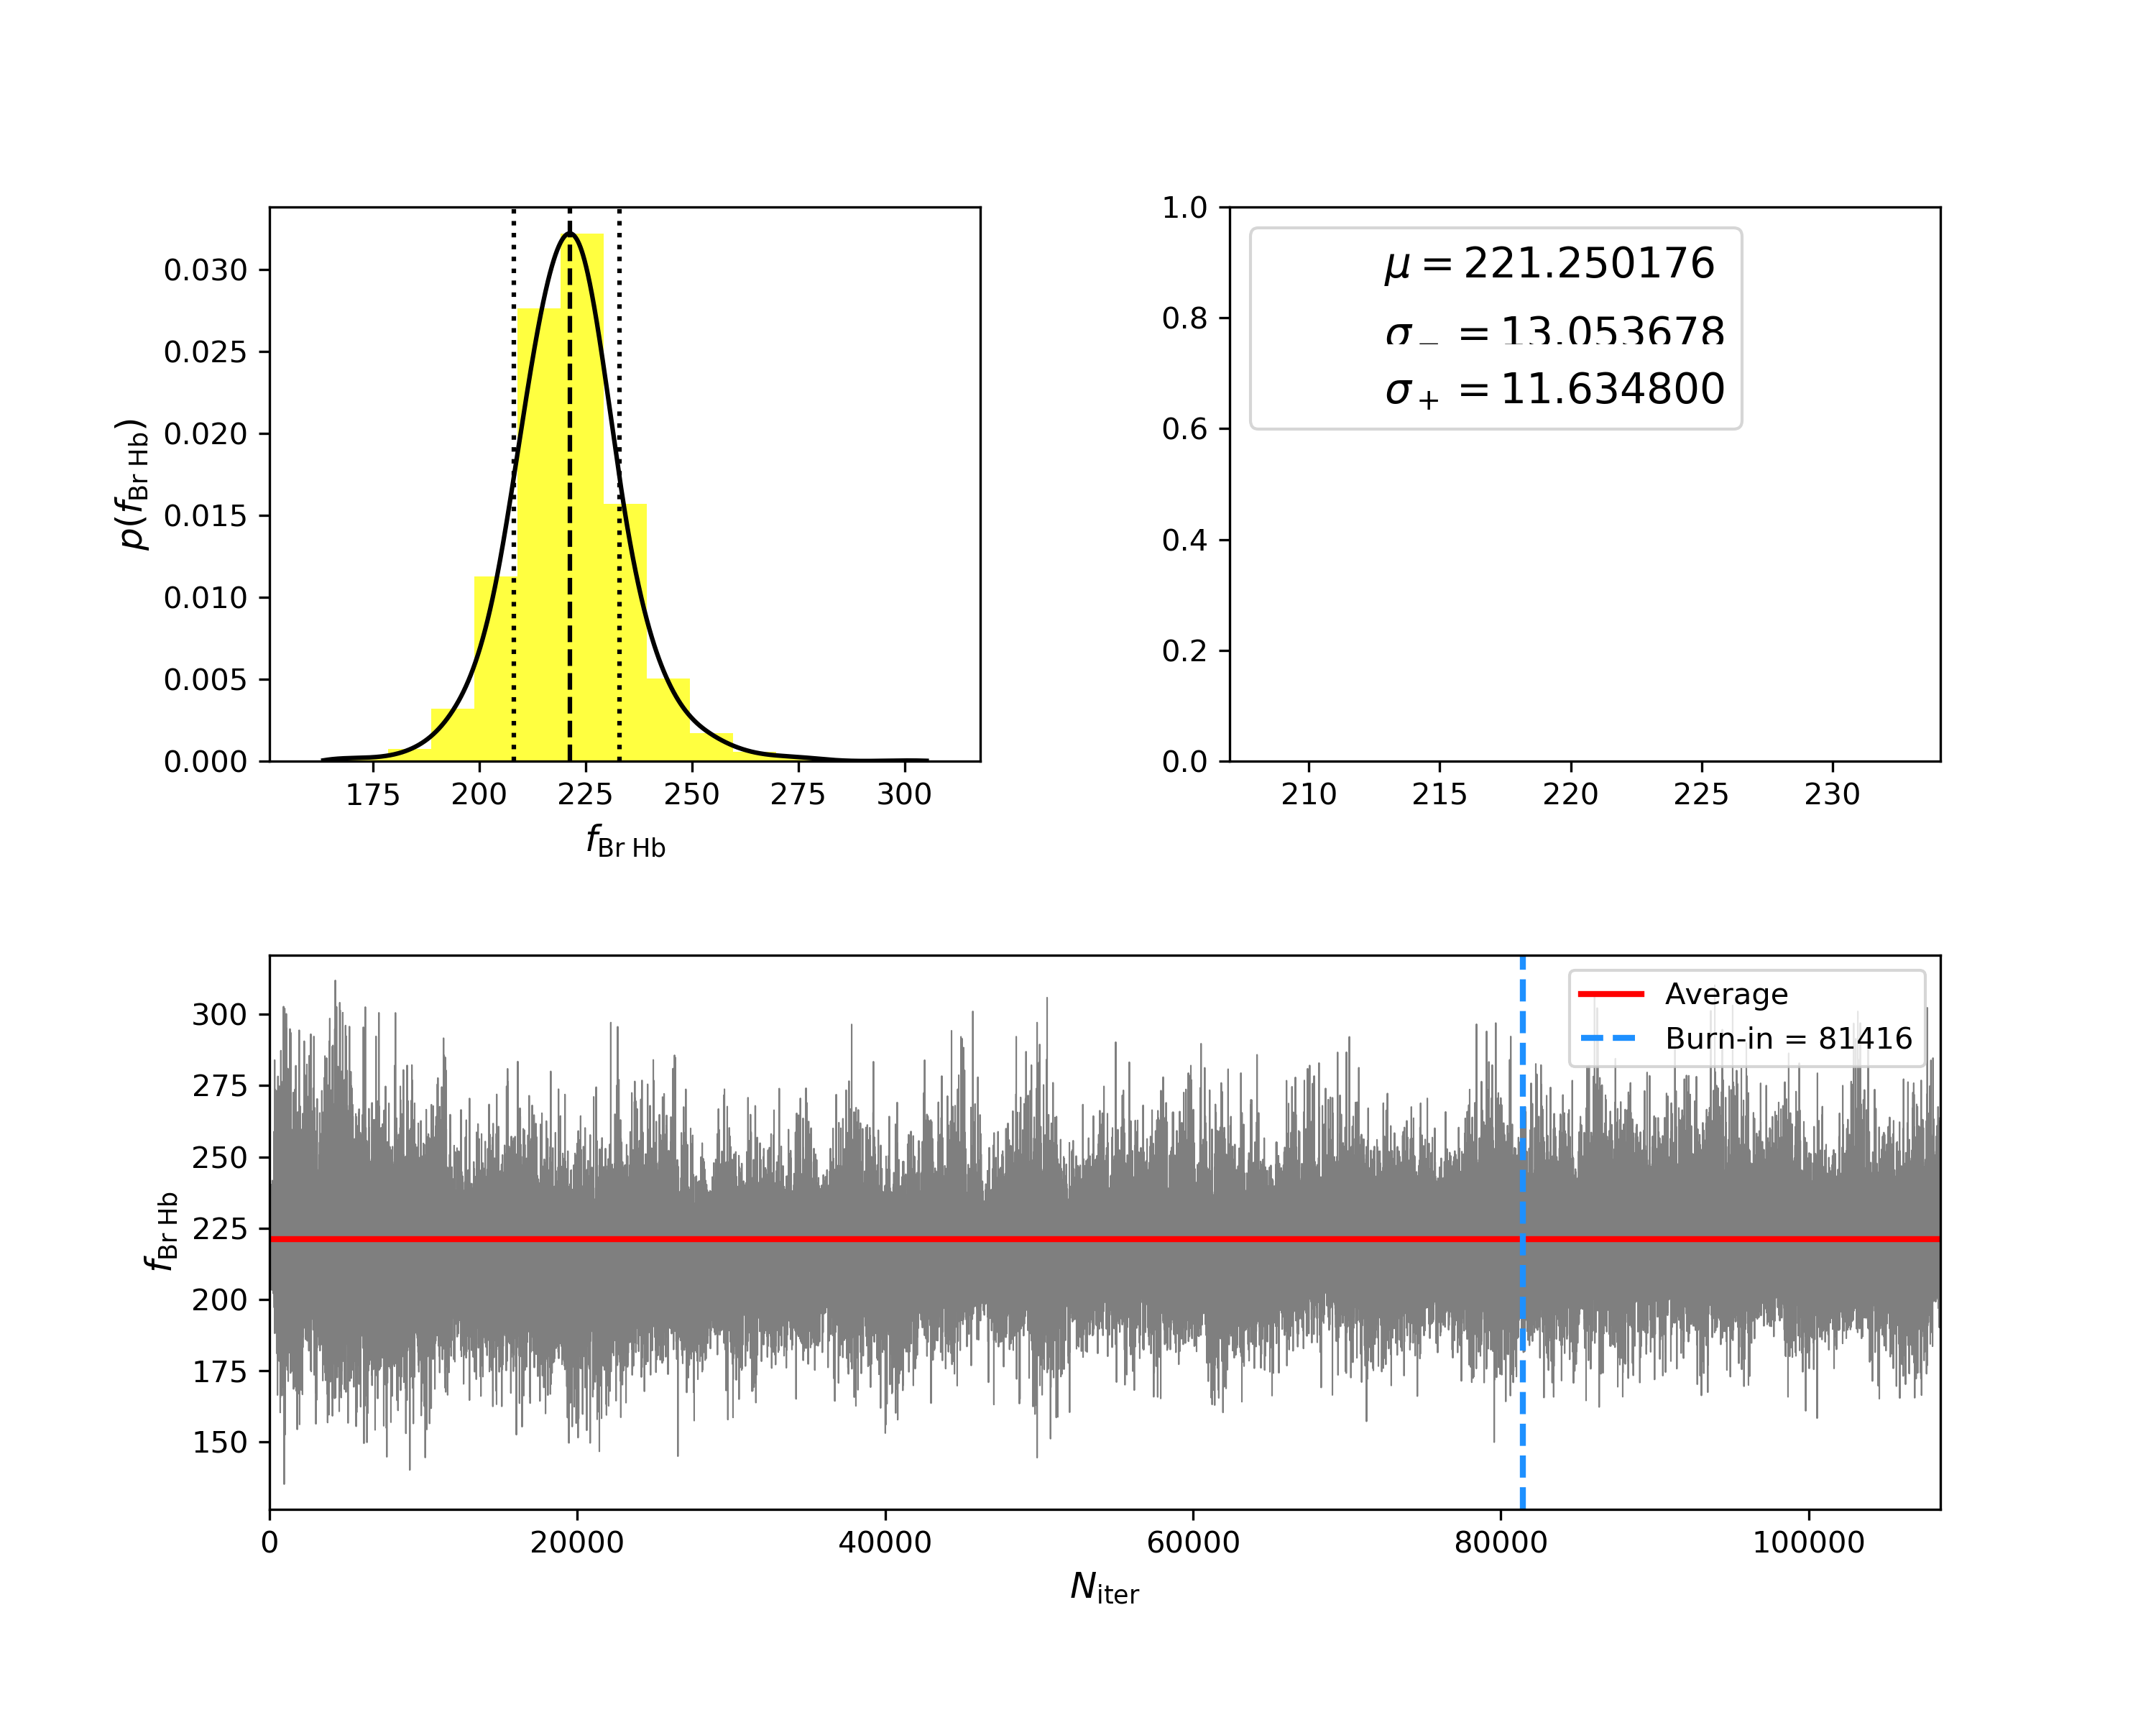 0.030
0.025
0.020
0.015
0.010
0.005
0.000
p(f_Br Hb)
175 200 225 250 275 300
f_Br Hb
1.0
0.8
0.6
0.4
0.2
0.0
μ = 221.250176
σ_− = 13.053678
σ_+ = 11.634800
210 215 220 225 230
300
275
250
225
200
175
150
f_Br Hb
Average
Burn-in = 81416
0 20000 40000 60000 80000 100000
N_iter